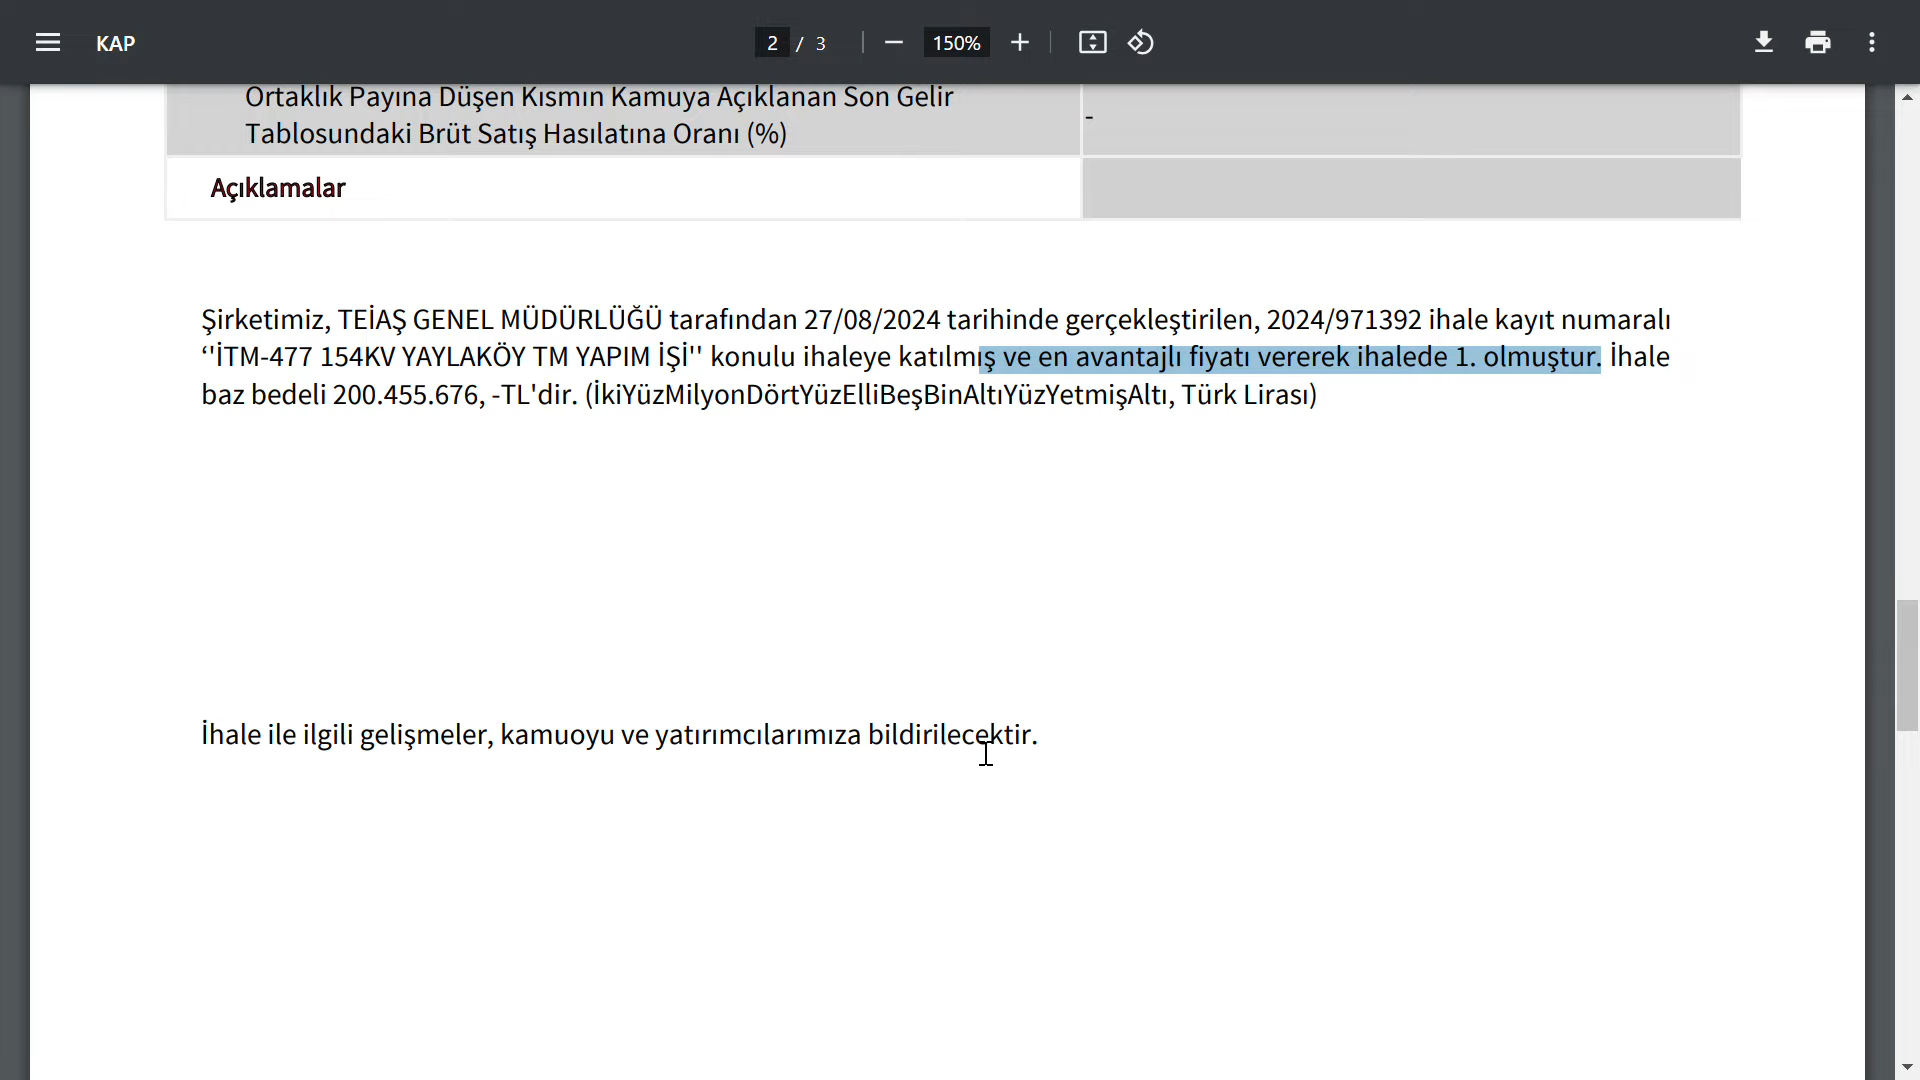 KAP
2 / 3
150%
Ortaklık Payına Düşen Kısmın Kamuya Açıklanan Son Gelir
Tablosundaki Brüt Satış Hasılatına Oranı (%)
-
Açıklamalar
Şirketimiz, TEİAŞ GENEL MÜDÜRLÜĞÜ tarafından 27/08/2024 tarihinde gerçekleştirilen, 2024/971392 ihale kayıt numaralı
‘'İTM-477 154KV YAYLAKÖY TM YAPIM İŞİ'' konulu ihaleye katılmış ve en avantajlı fiyatı vererek ihalede 1. olmuştur. İhale
baz bedeli 200.455.676, -TL'dir. (İkiYüzMilyonDörtYüzElliBeşBinAltıYüzYetmişAltı, Türk Lirası)
İhale ile ilgili gelişmeler, kamuoyu ve yatırımcılarımıza bildirilecektir.